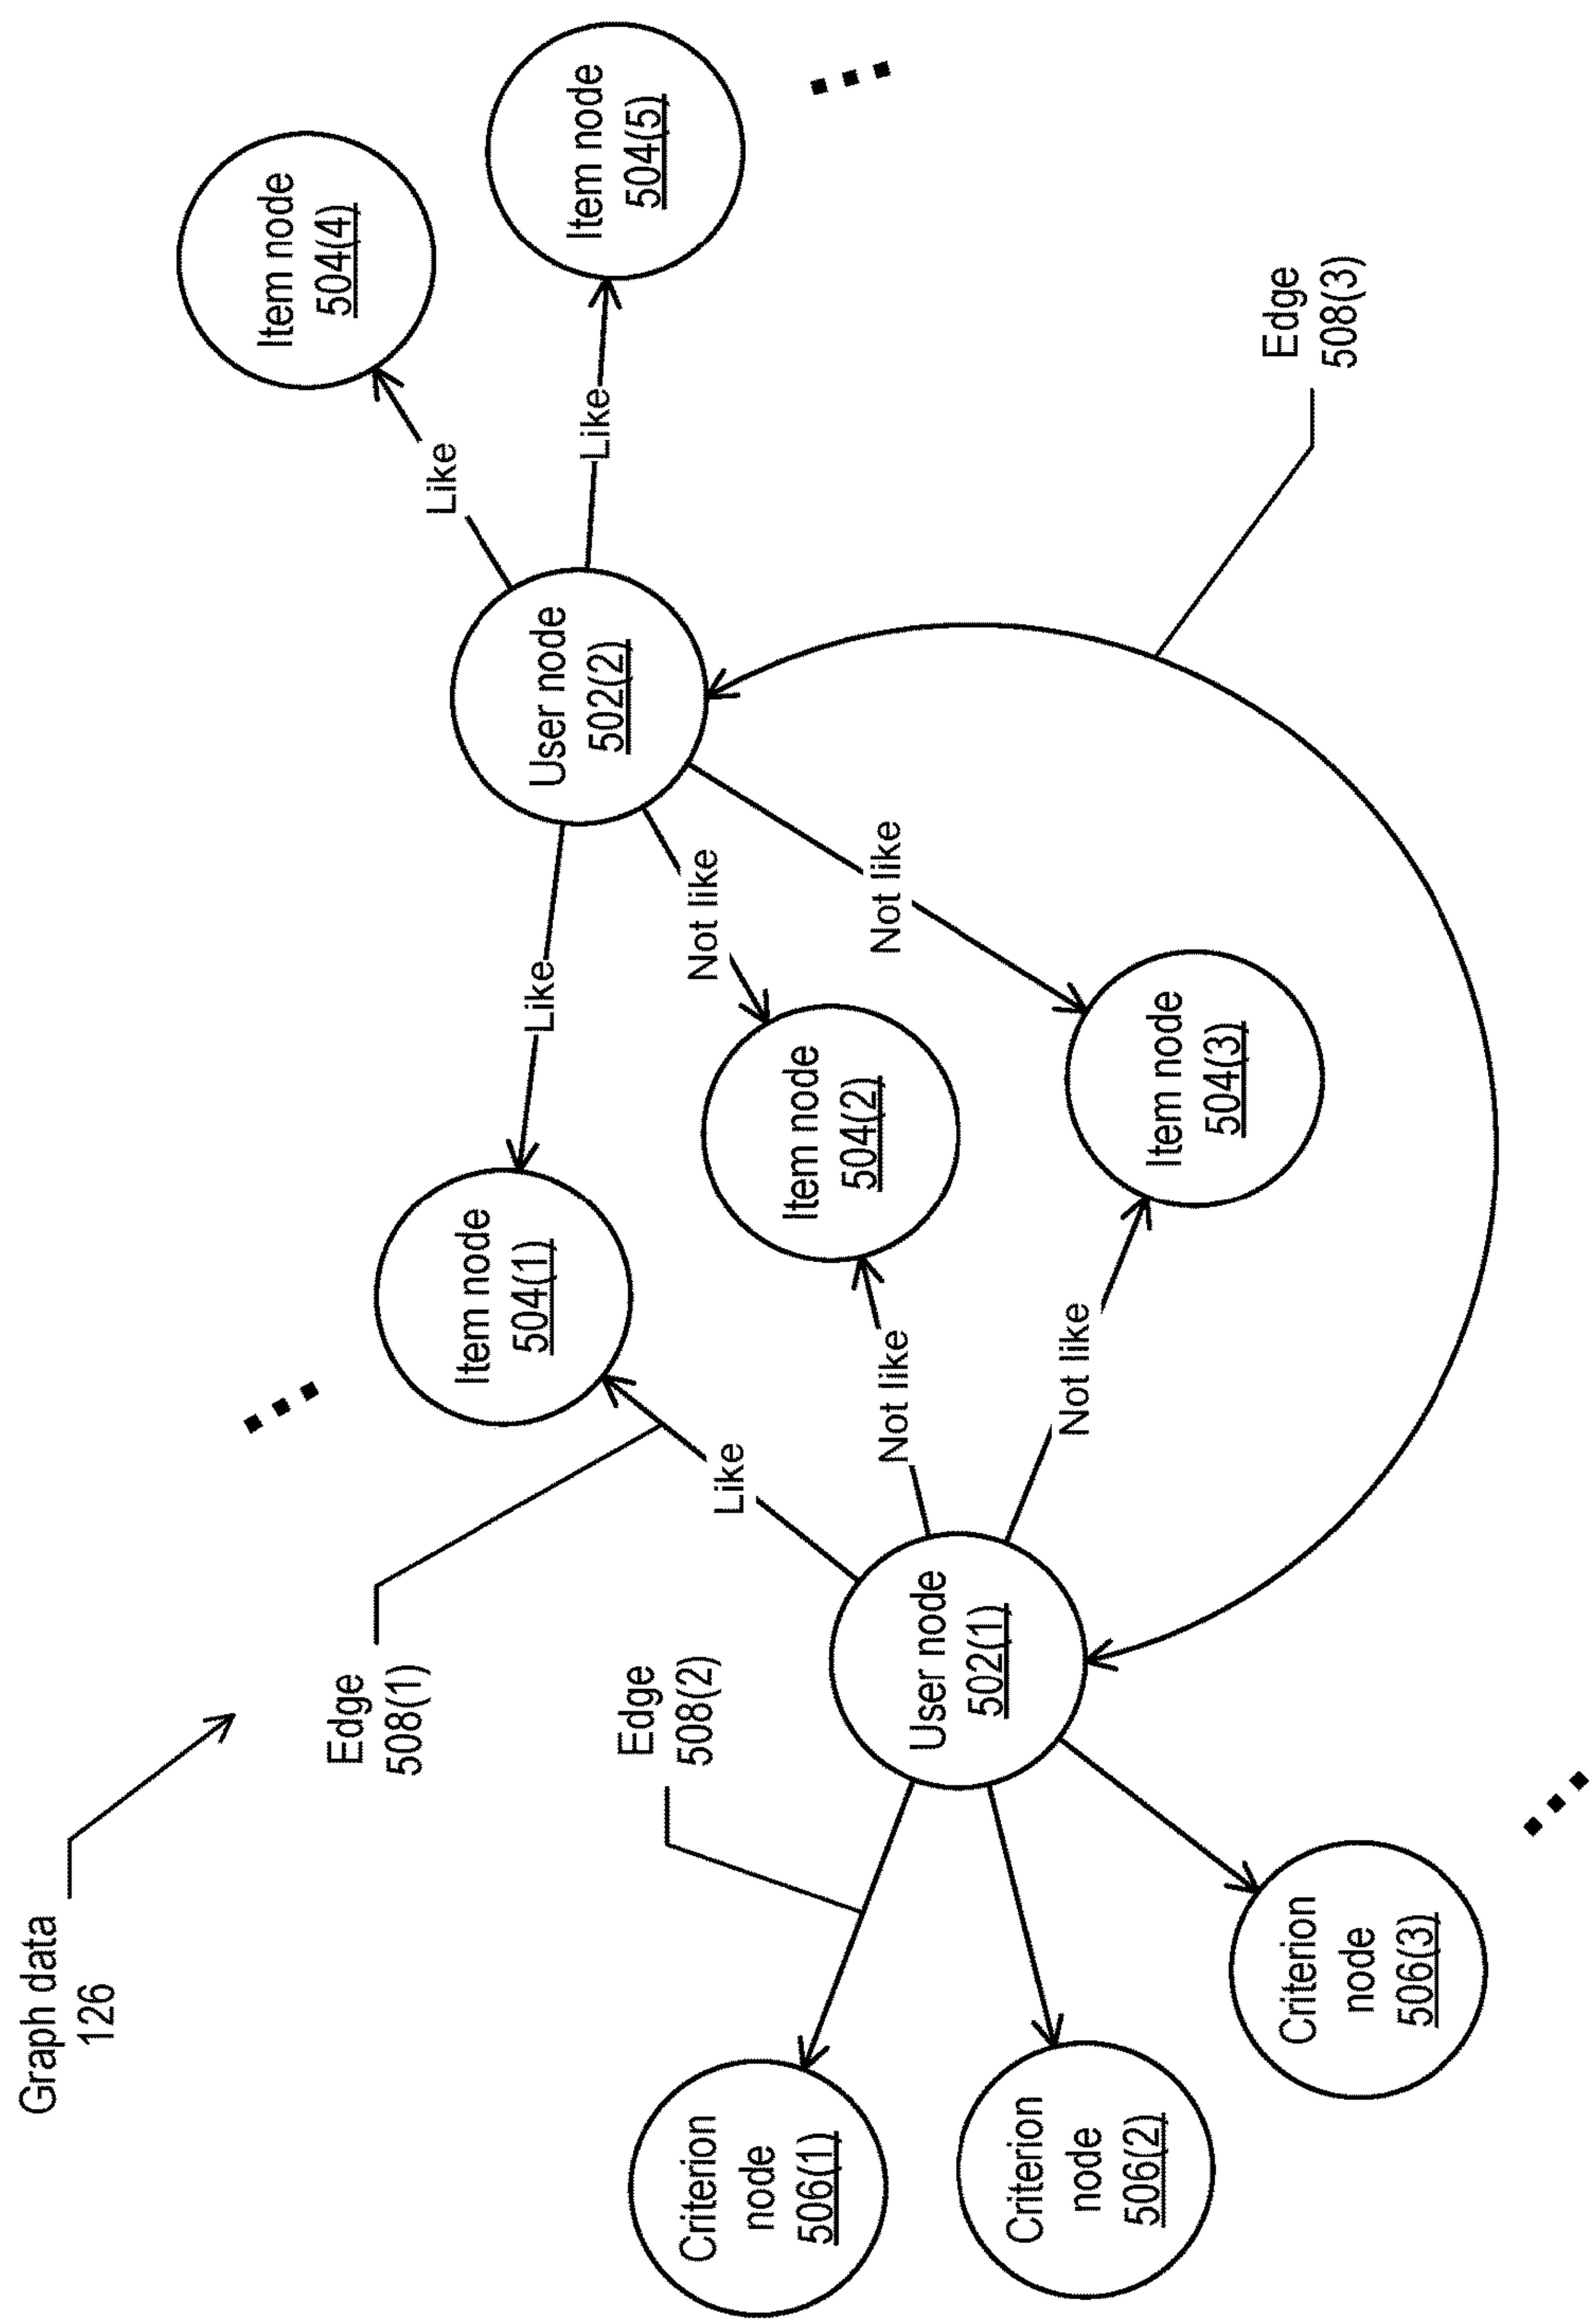 Graph data
126
Edge
508(1)
Edge
508(2)
Edge
508(3)
Item node
504(4)
Item node
504(5)
Like
Like
User node
502(2)
Like
Not like
Not like
Item node
504(1)
Item node
504(2)
Item node
504(3)
Like
Not like
Not like
User node
502(1)
Criterion
node
506(1)
Criterion
node
506(2)
Criterion
node
506(3)